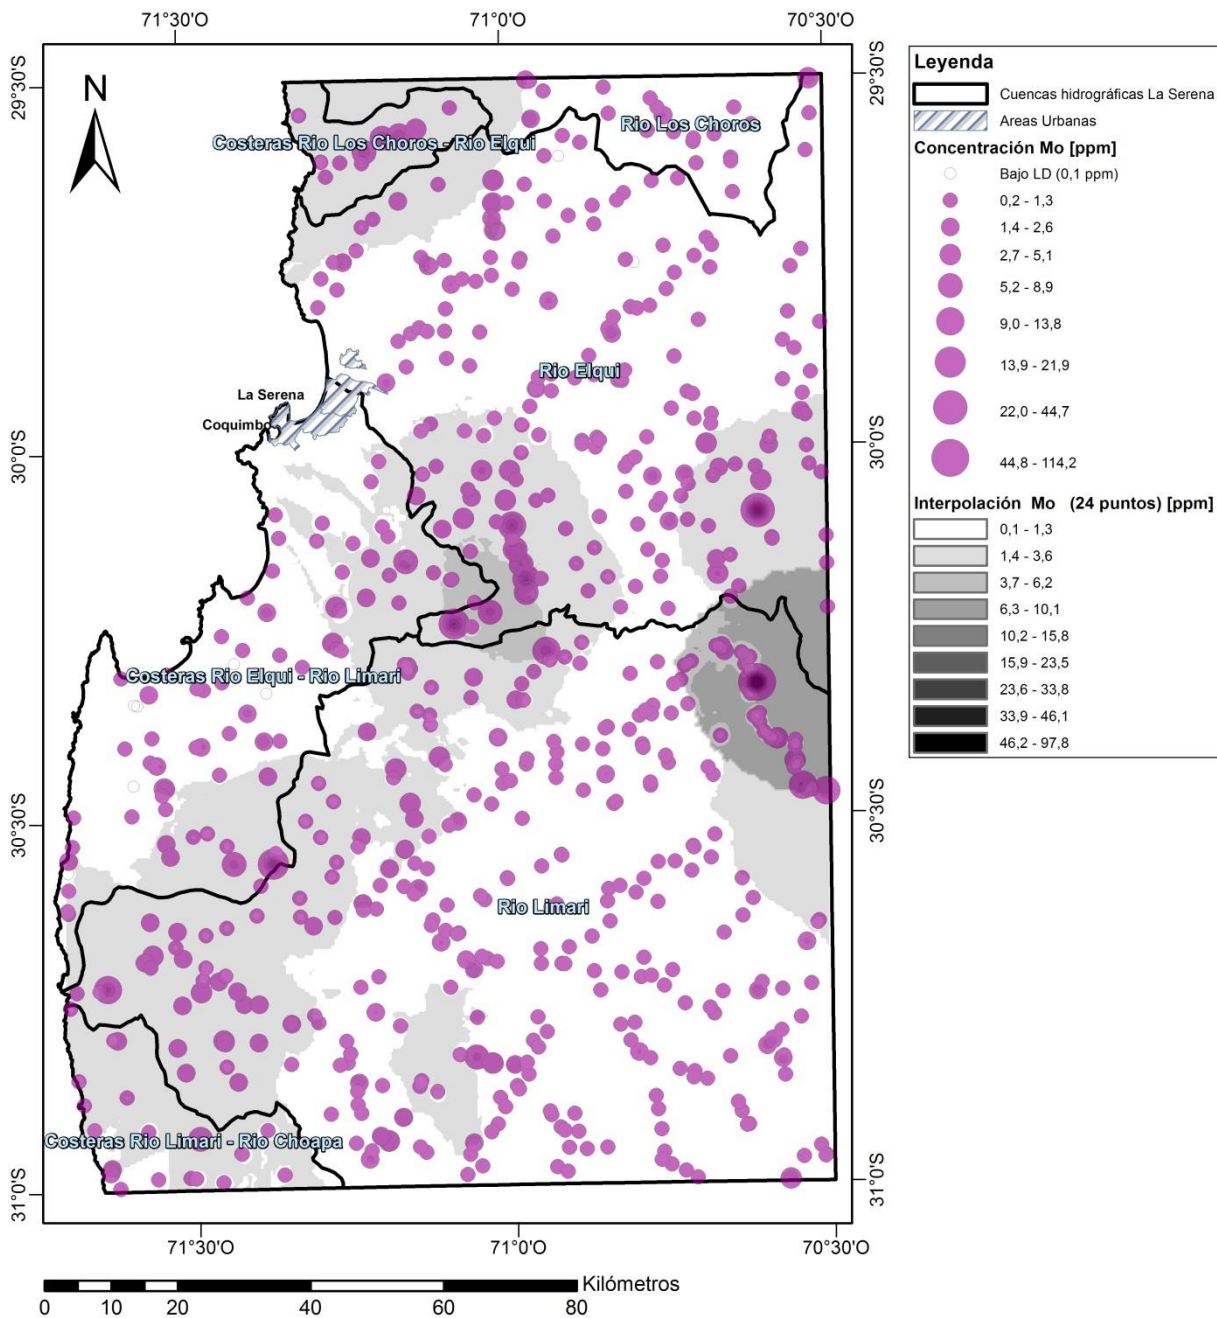 71°30'O
71°0'O
70°30'O
29°30'S
29°30'S
N
Costeras Rio Los Choros - Rio Elqui
Rio Los Choros
Rio Elqui
La Serena
Coquimbo
30°0'S
30°0'S
Costeras Rio Elqui - Rio Limari
30°30'S
30°30'S
Rio Limari
Costeras Rio Limari - Rio Choapa
31°0'S
31°0'S
71°30'O
71°0'O
70°30'O
Kilómetros
0 10 20 40 60 80
Leyenda
Cuencas hidrográficas La Serena
Areas Urbanas
Concentración Mo [ppm]
Bajo LD (0,1 ppm)
0,2 - 1,3
1,4 - 2,6
2,7 - 5,1
5,2 - 8,9
9,0 - 13,8
13,9 - 21,9
22,0 - 44,7
44,8 - 114,2
Interpolación Mo (24 puntos) [ppm]
0,1 - 1,3
1,4 - 3,6
3,7 - 6,2
6,3 - 10,1
10,2 - 15,8
15,9 - 23,5
23,6 - 33,8
33,9 - 46,1
46,2 - 97,8